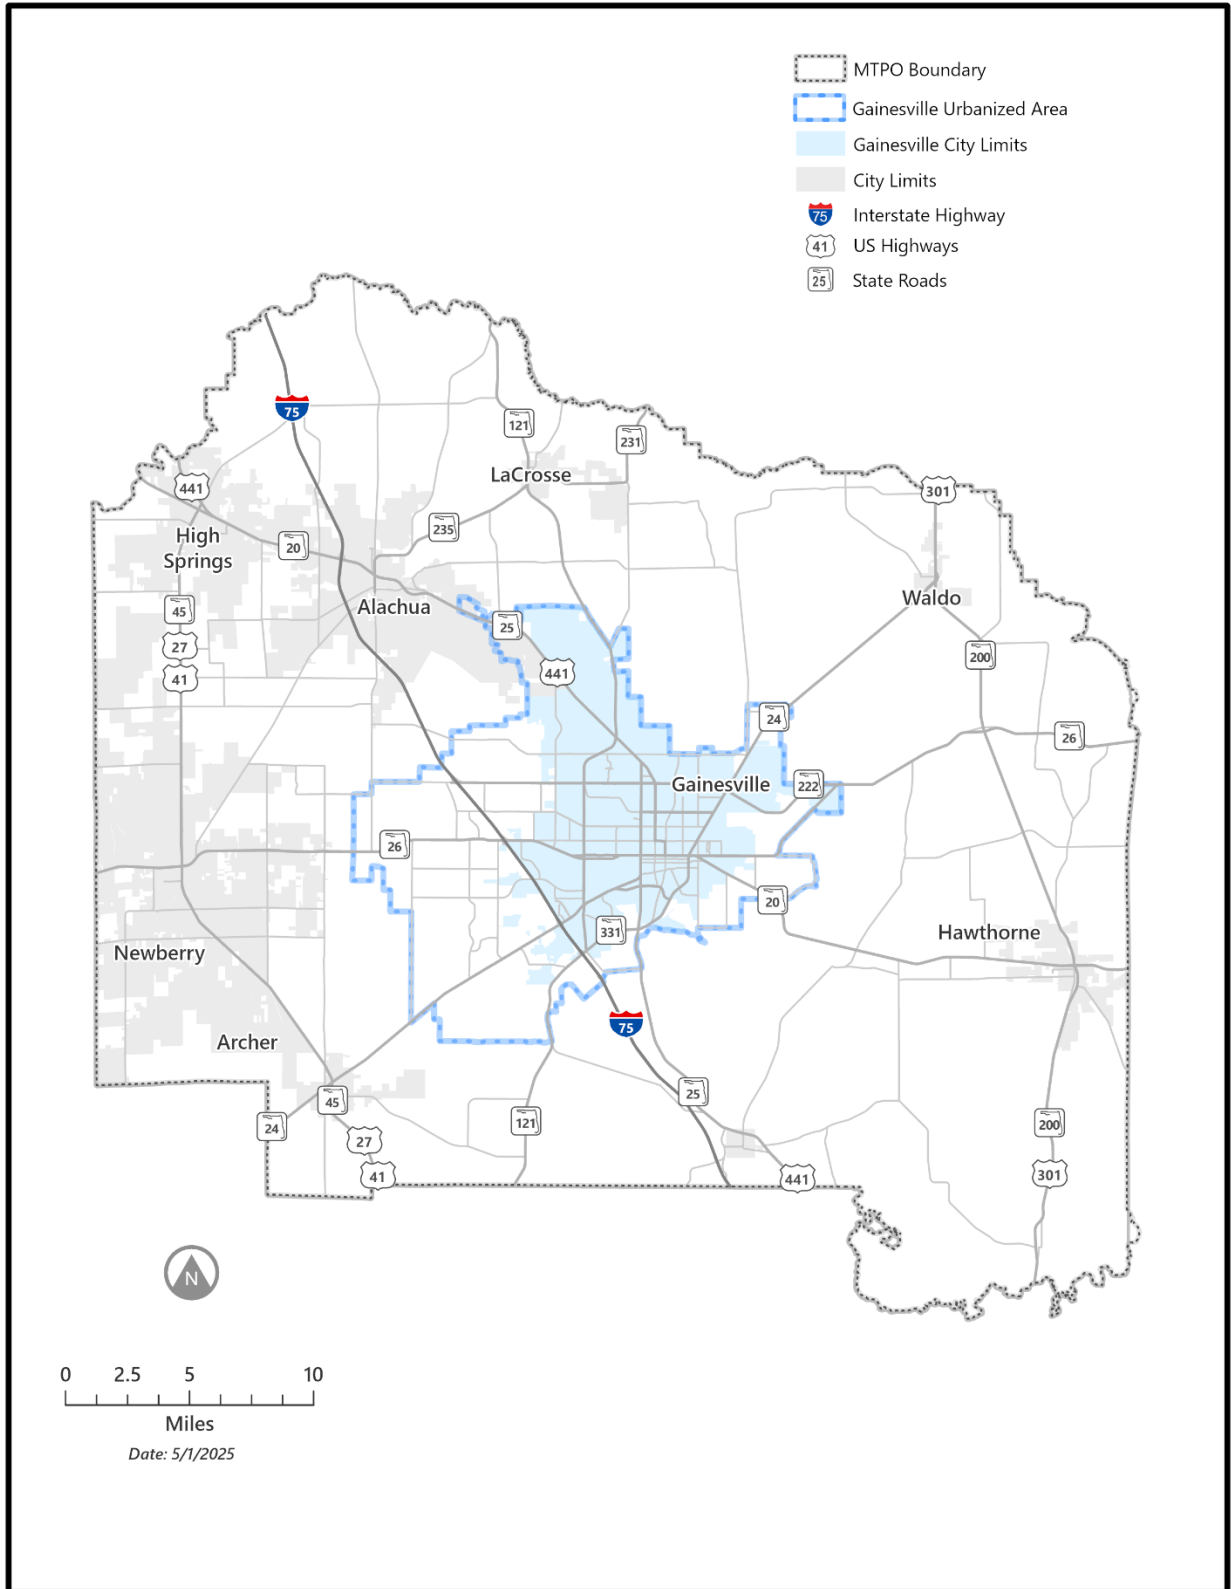 MTPO Boundary
Gainesville Urbanized Area
Gainesville City Limits
City Limits
75 Interstate Highway
41 US Highways
25 State Roads
75
121
231
LaCrosse
441
301
High
Springs
235
20
Alachua
Waldo
45
25
27
200
441
41
24
26
Gainesville
222
26
20
331
Hawthorne
Newberry
75
Archer
25
45
24
121
200
27
41
441
301
N
0 2.5 5 10
Miles
Date: 5/1/2025